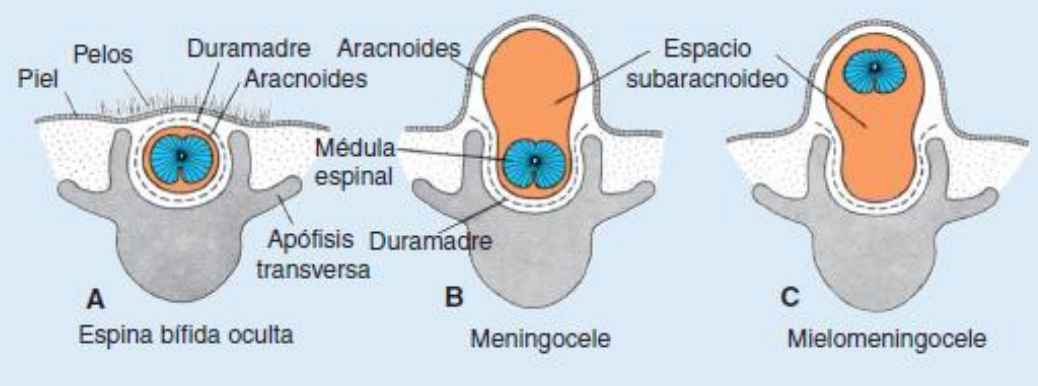 Pelos
Duramadre
Aracnoides
Espacio
subaracnoideo
Piel
Aracnoides
Médula
espinal
Apófisis
transversa
Duramadre
A
Espina bífida oculta
B
Meningocele
C
Mielomeningocele